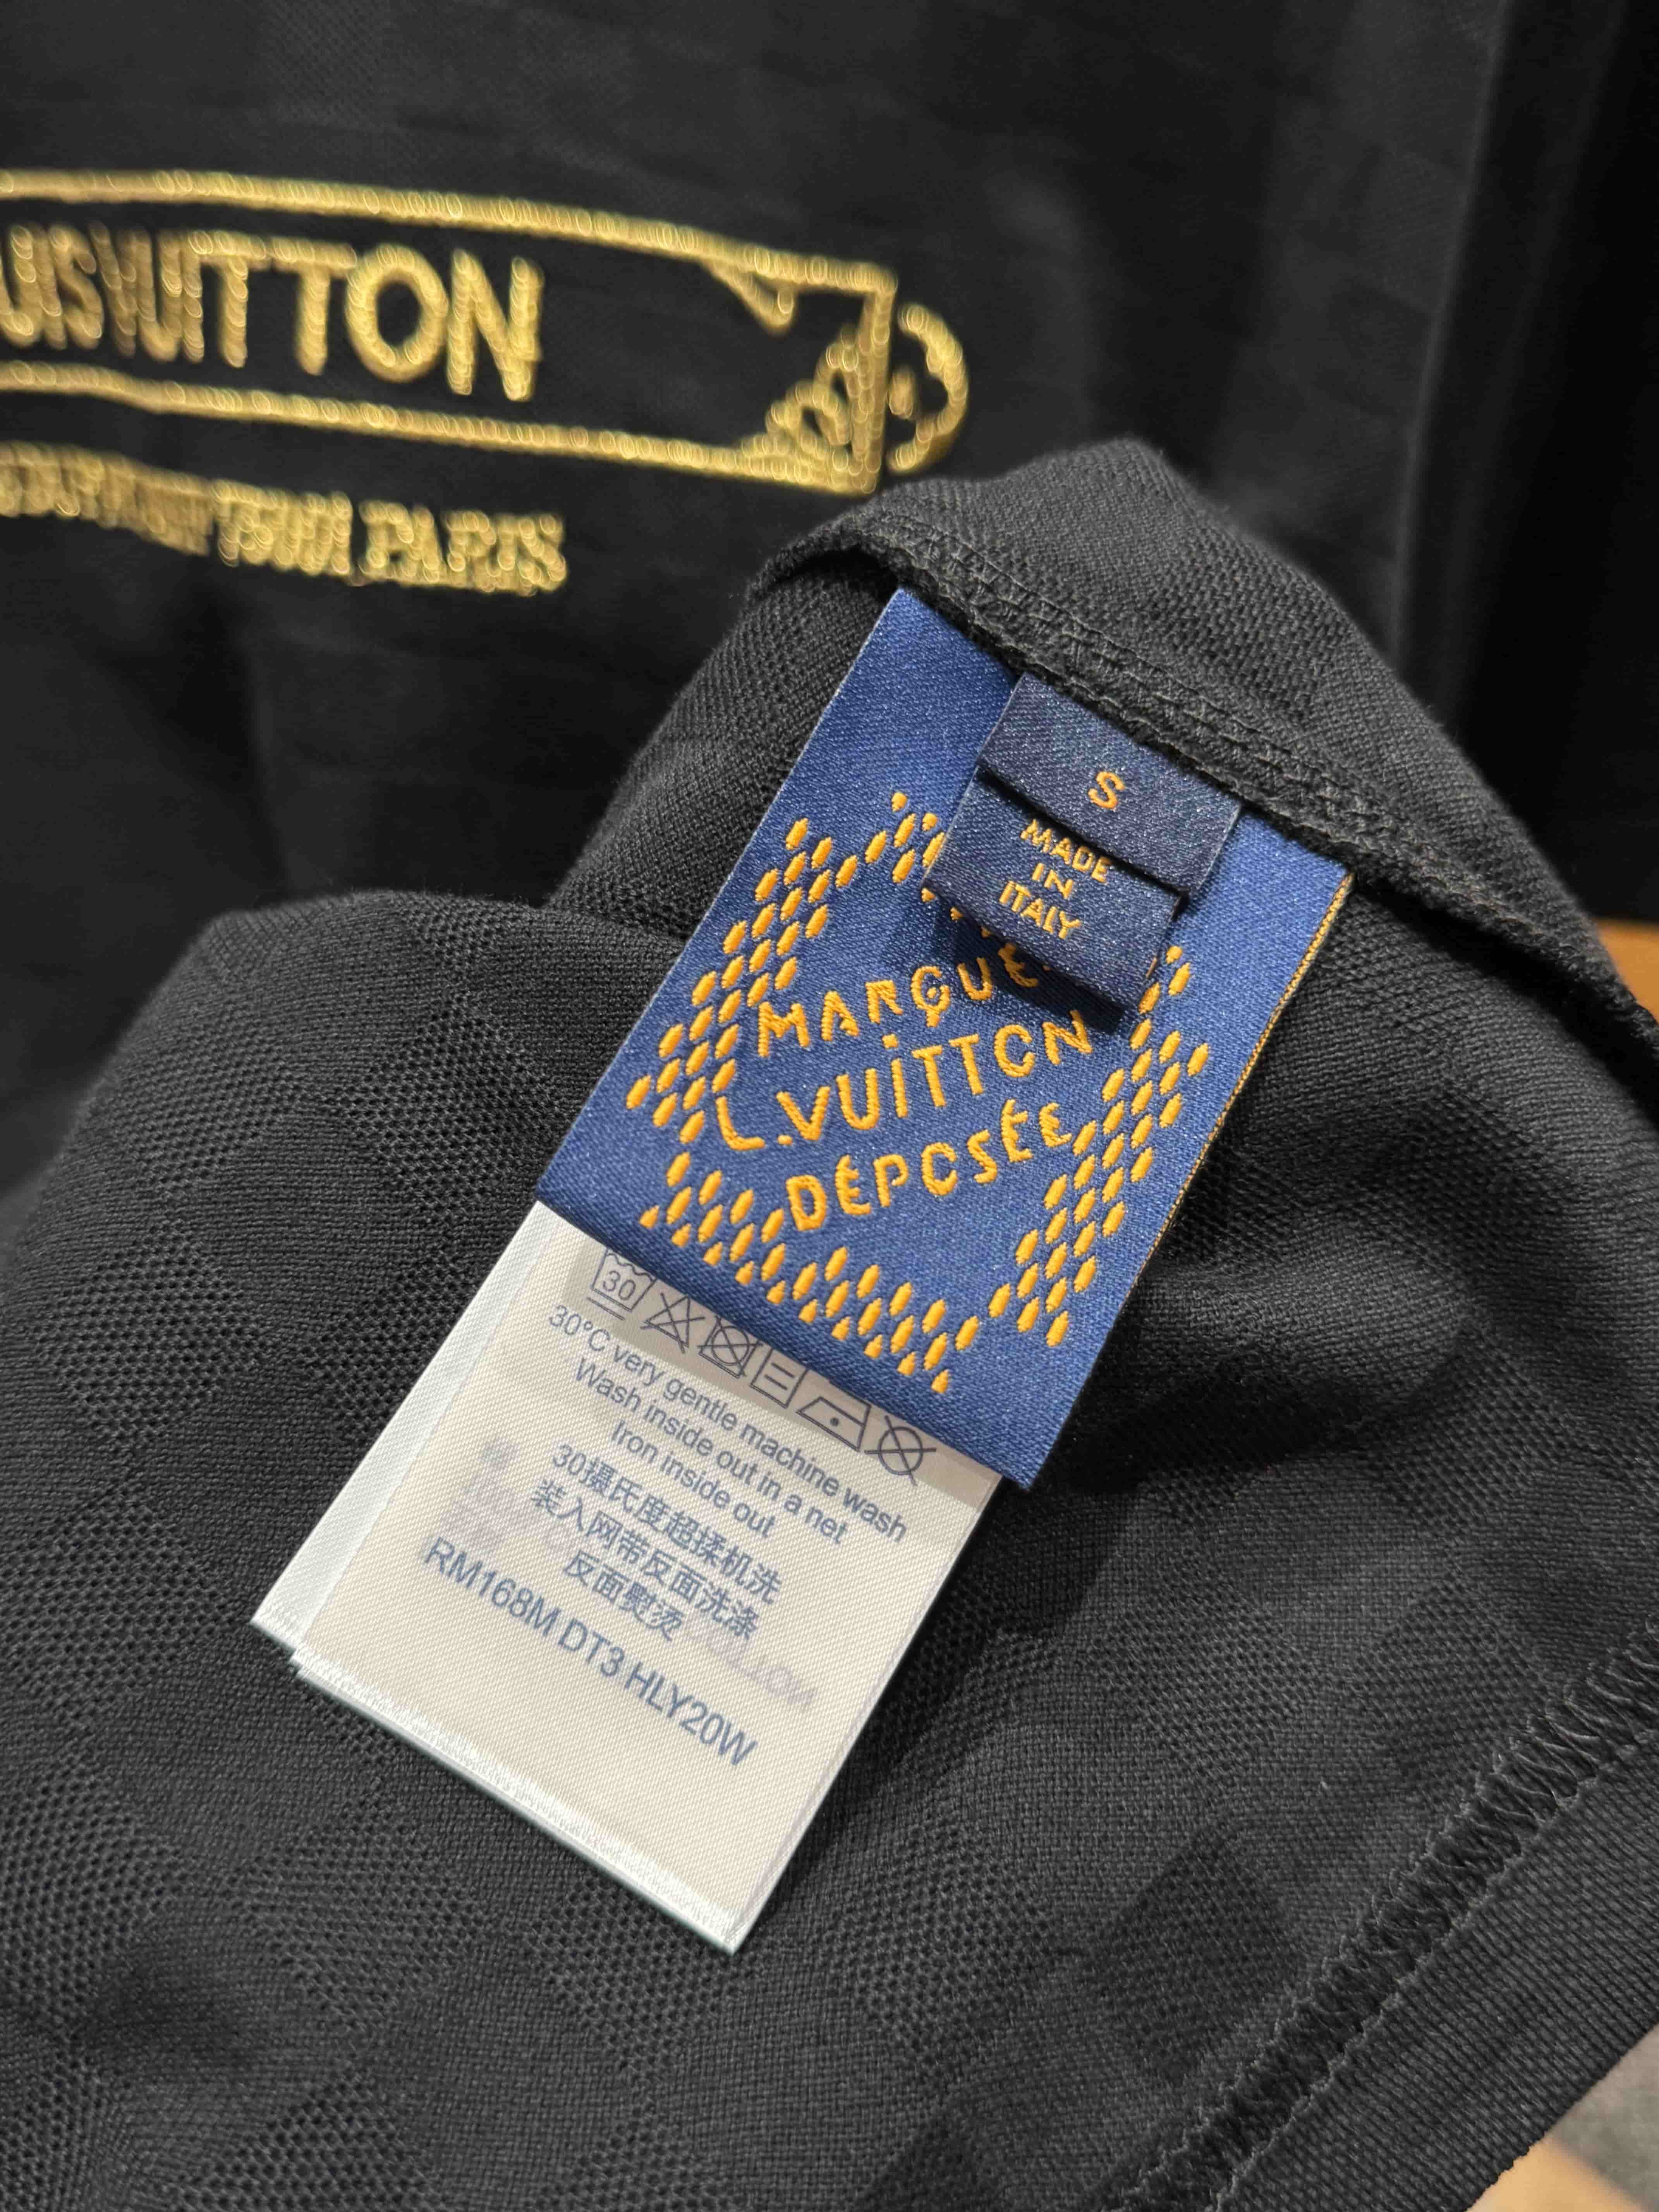 UISVUITTON
PARIS
S
MADE
IN
ITALY
MARQUE
L.VUITTON
DÉPOSÉE
30
30°C very gentle machine wash
Wash inside out in a net
Iron inside out
30摄氏度超揉机洗
装入网带反面洗涤
反面熨烫
RM168M DT3 HLY20W